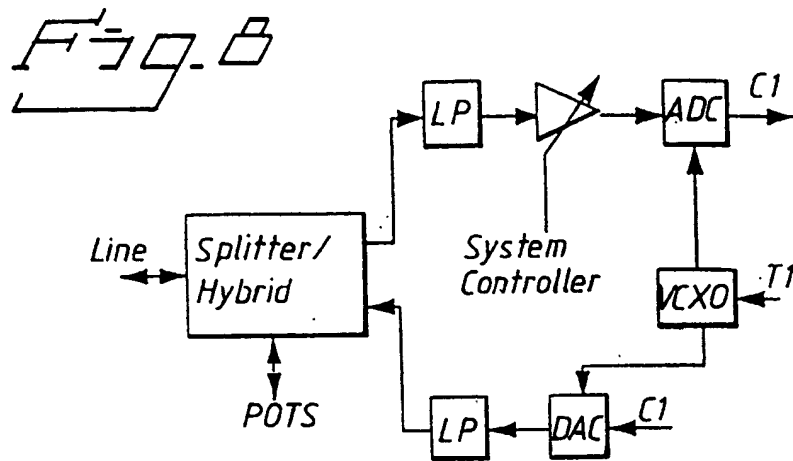 Fig. 8
LP
ADC
C1
Line
Splitter/
Hybrid
System
Controller
VCXO
T1
POTS
LP
DAC
C1